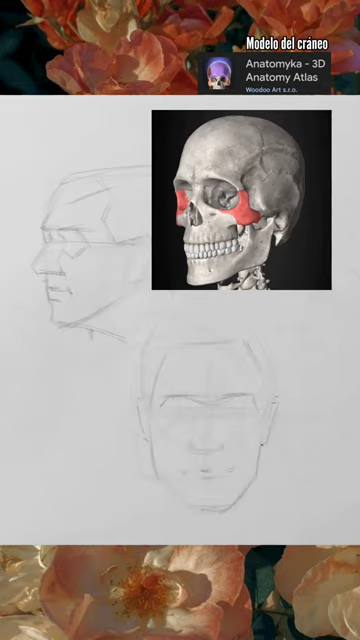 Modelo del cráneo
Anatomyka - 3D
Anatomy Atlas
Woodoo Art s.r.o.